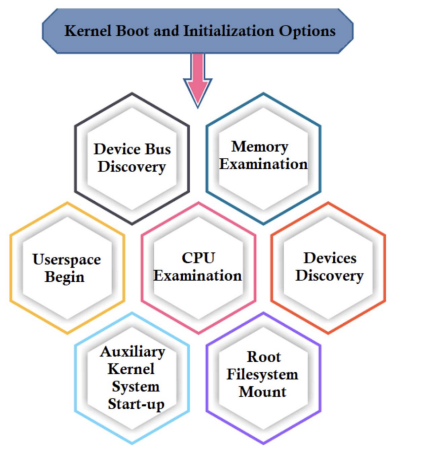 Kernel Boot and Initialization Options
Device Bus
Discovery
Memory
Examination
Userspace
Begin
CPU
Examination
Devices
Discovery
Auxiliary
Kernel
System
Start-up
Root
Filesystem
Mount